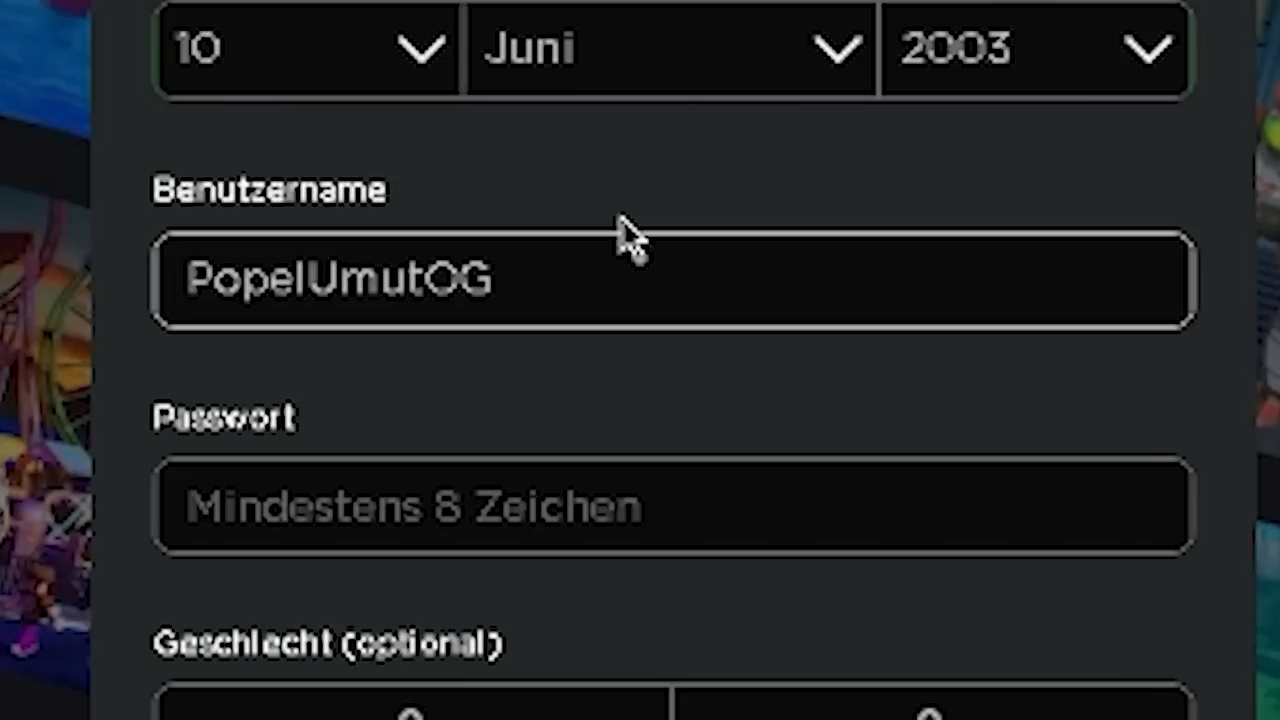 10 Juni 2003
Benutzername
PopelUmutOG
Passwort
Mindestens 8 Zeichen
Geschlecht (optional)